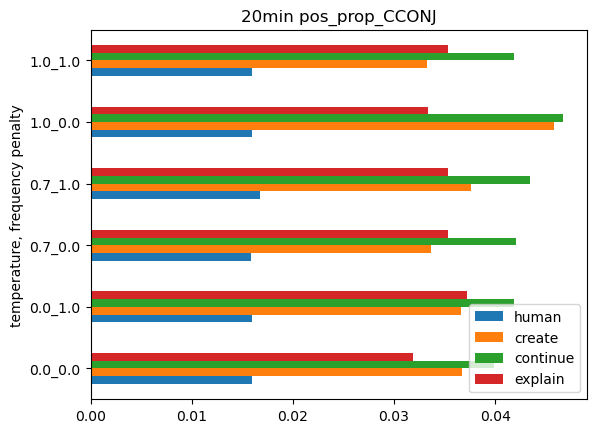 20min pos_prop_CCONJ
temperature, frequency penalty
1.0_1.0
1.0_0.0
0.7_1.0
0.7_0.0
0.0_1.0
0.0_0.0
human
create
continue
explain
0.00 0.01 0.02 0.03 0.04